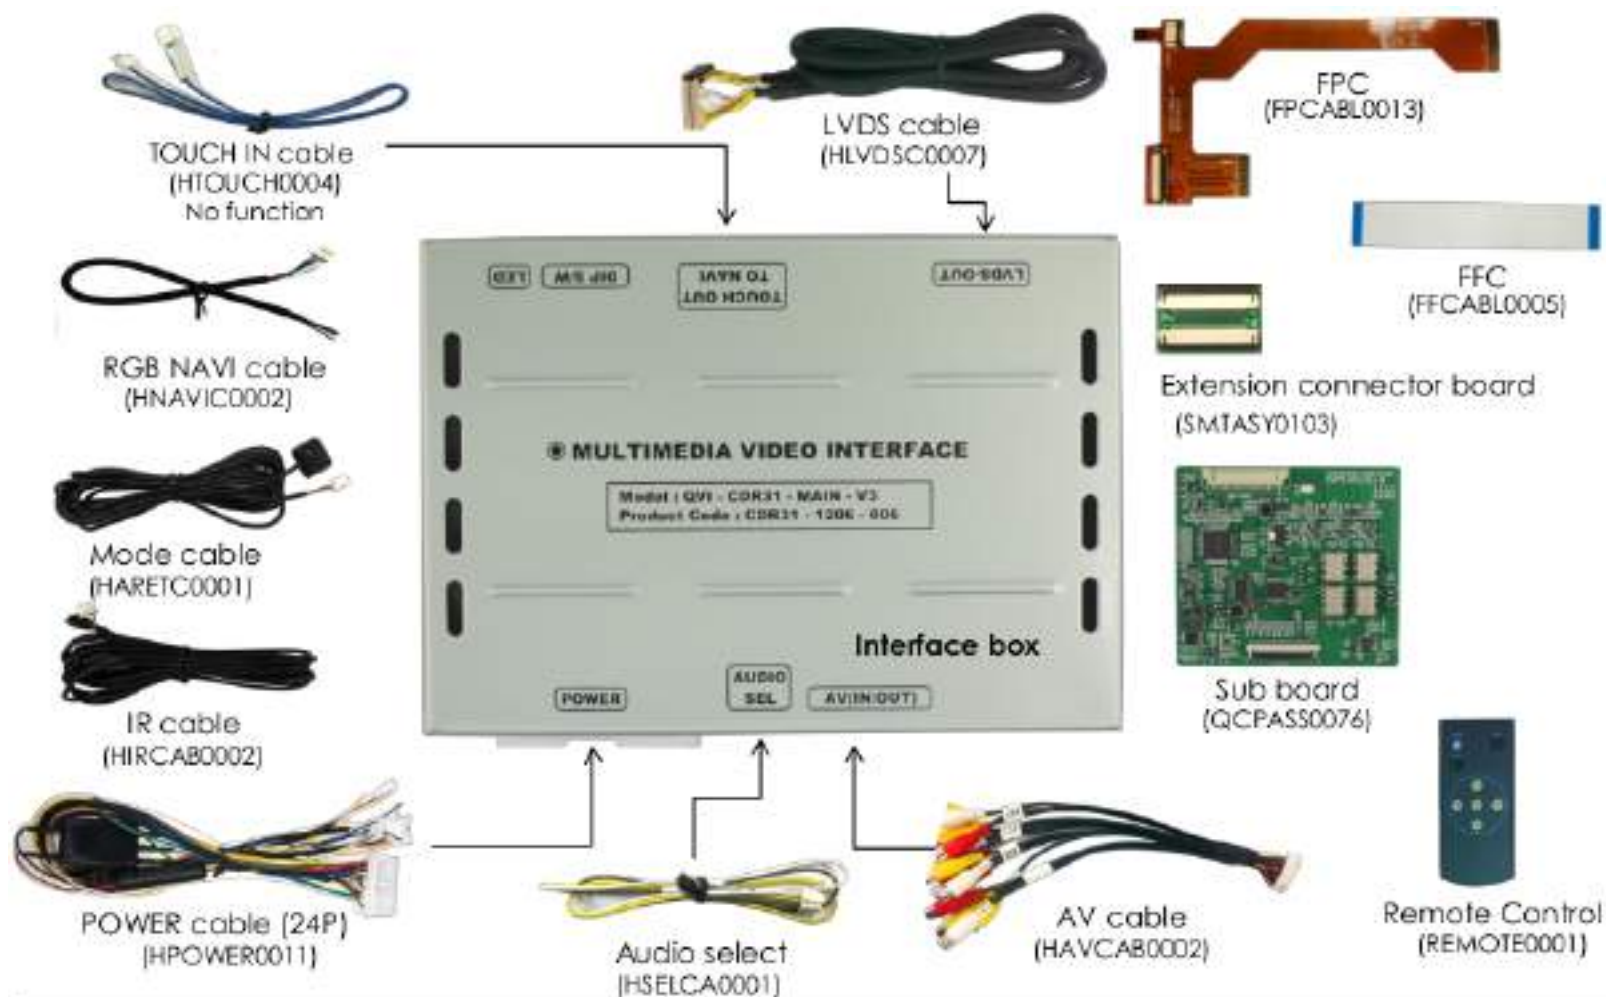 TOUCH IN cable
(HTOUCH0004)
No function
LVDS cable
(HLVDSC0007)
FPC
(FPCABL0013)
FFC
(FFCABL0005)
RGB NAVI cable
(HNAVIC0002)
Extension connector board
(SMTASY0103)
Mode cable
(HARETC0001)
IR cable
(HIRCAB0002)
LED
DIP S/W
TOUCH OUT
TO NAVI
LVDS-OUT
MULTIMEDIA VIDEO INTERFACE
Model : QVI - CDR31 - MAIN - V3
Product Code : CDR31 - 1206 - 006
Interface box
POWER
AUDIO
SEL
AV(IN/OUT)
Sub board
(QCPASS0076)
POWER cable (24P)
(HPOWER0011)
Audio select
(HSELCA0001)
AV cable
(HAVCAB0002)
Remote Control
(REMOTE0001)